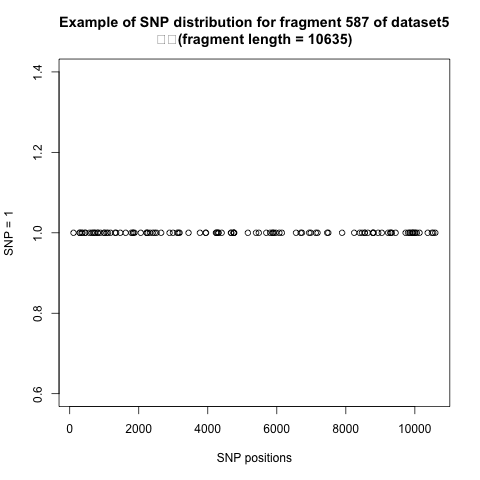 Example of SNP distribution for fragment 587 of dataset5
(fragment length = 10635)
1.4
1.2
1.0
0.8
0.6
SNP = 1
0
2000
4000
6000
8000
10000
SNP positions